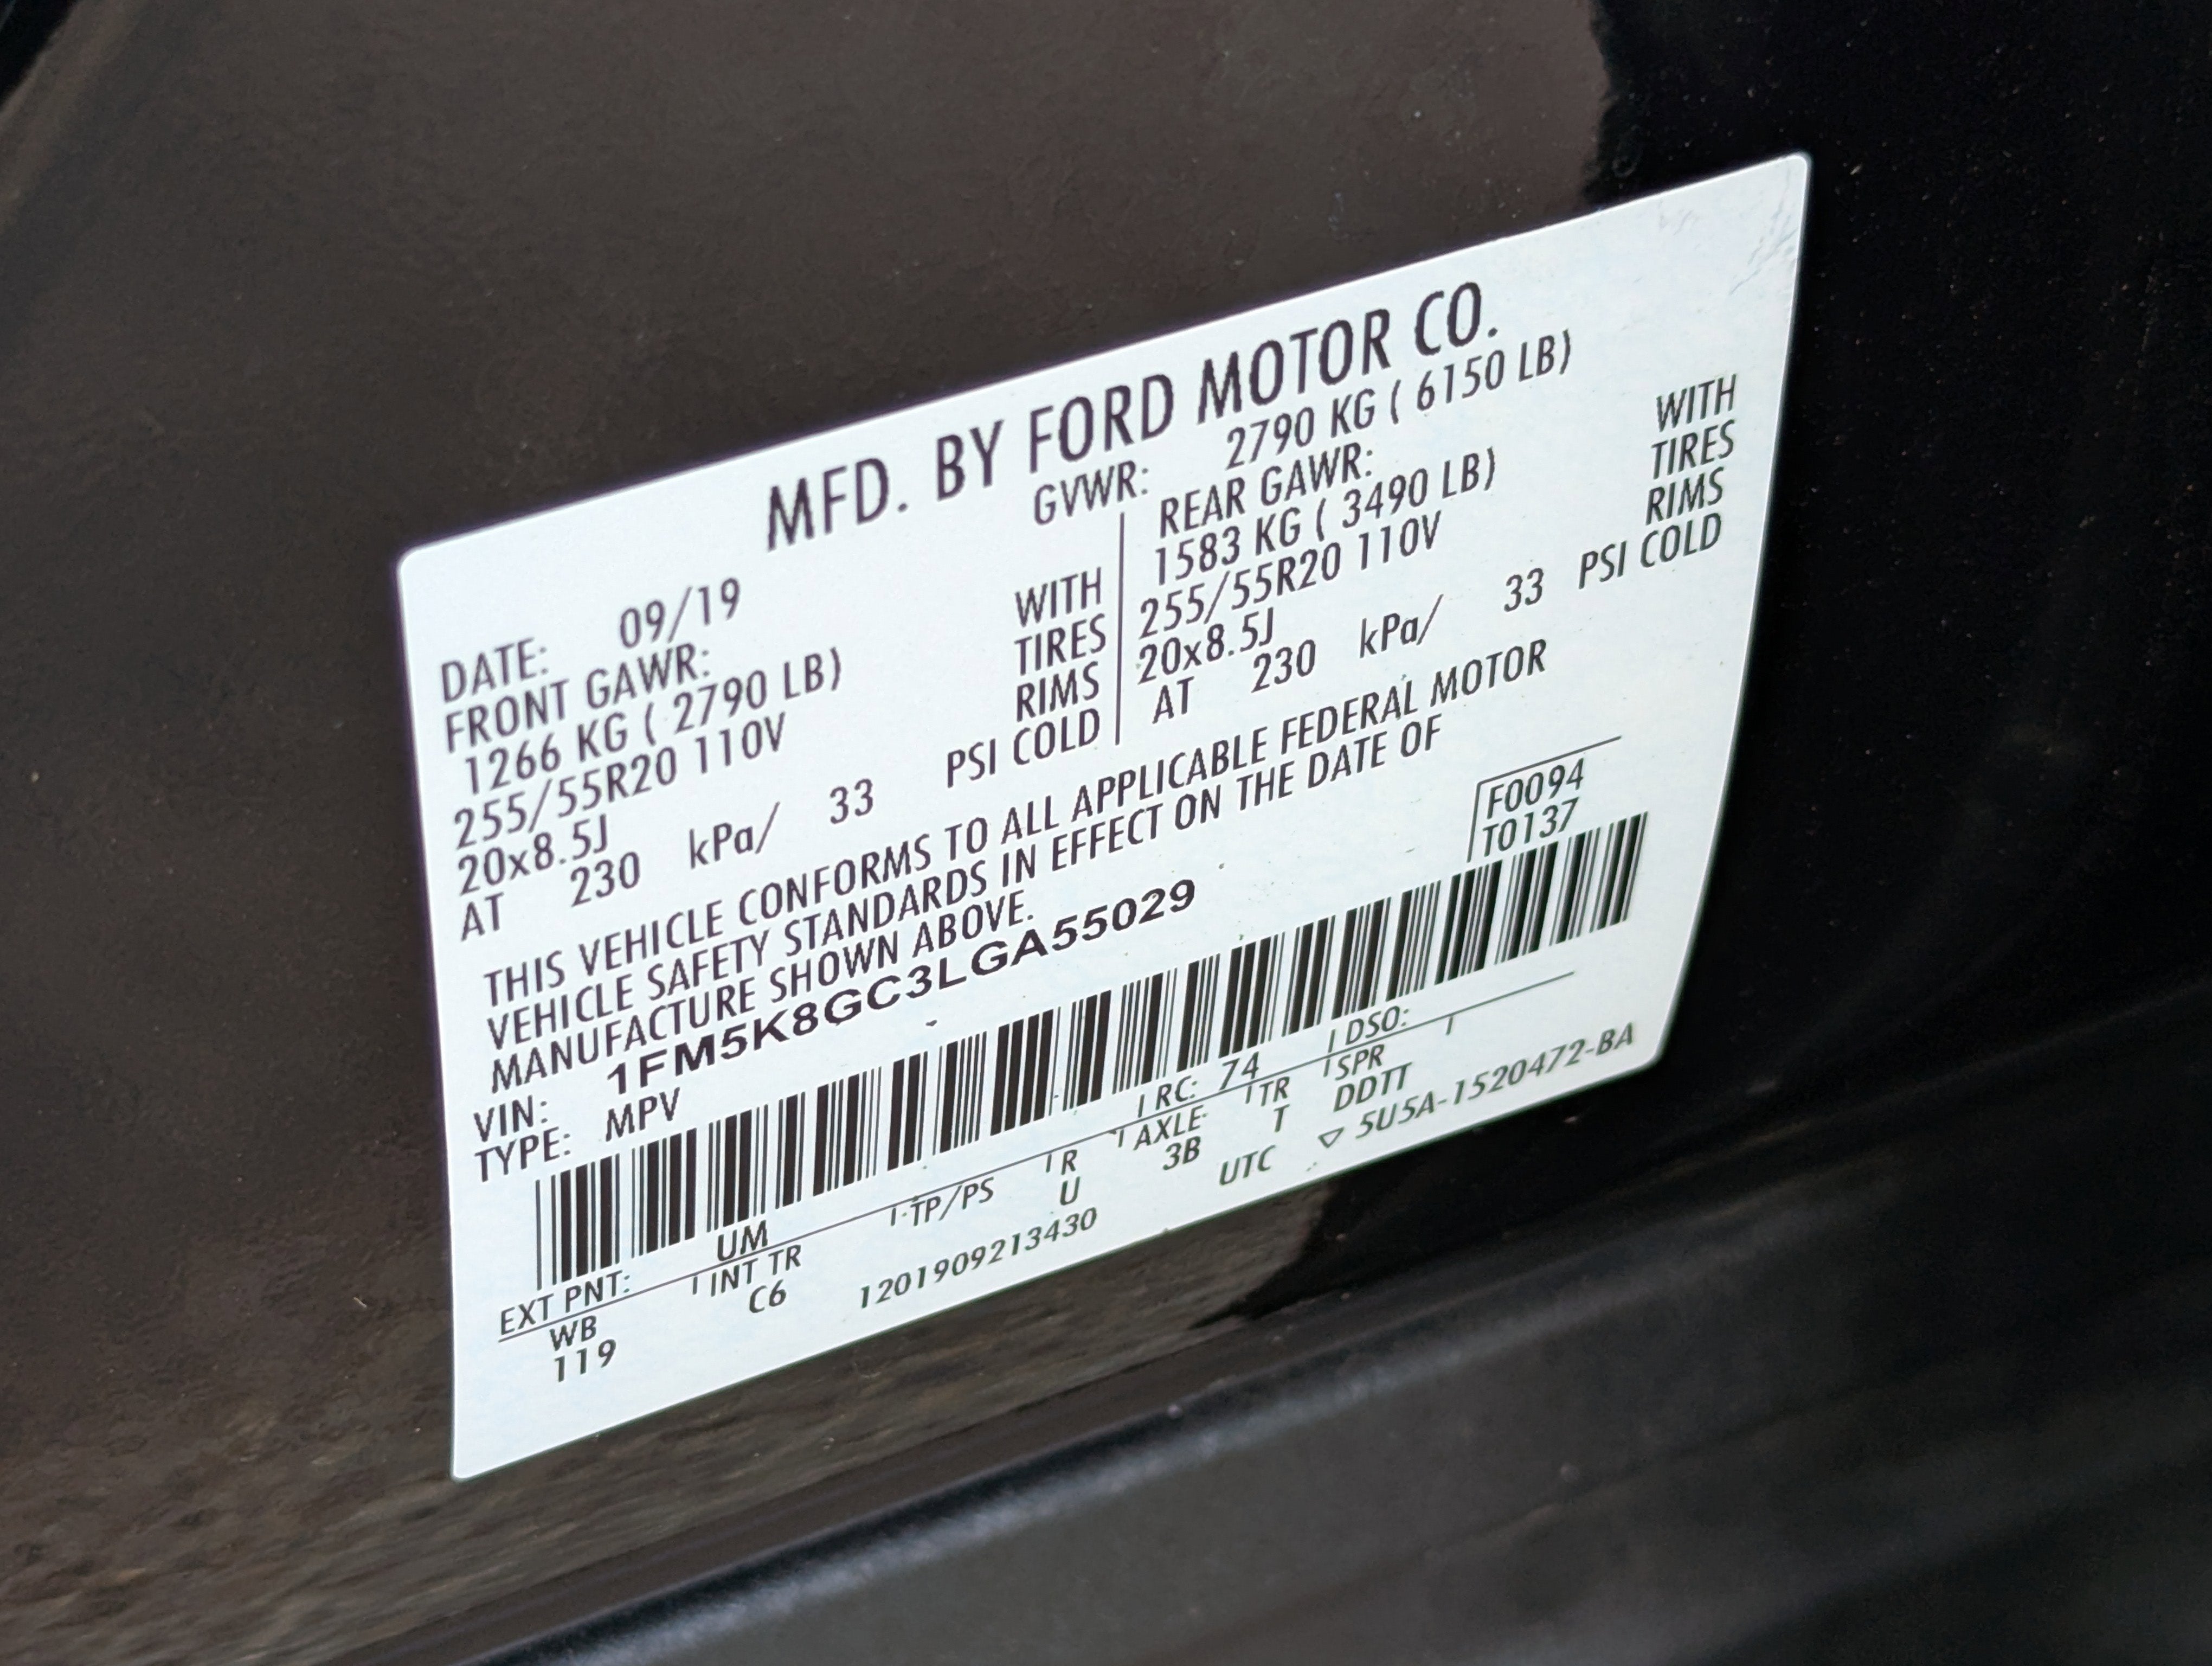 MFD. BY FORD MOTOR CO.
DATE: 09/19 GVWR: 2790 KG ( 6150 LB)
FRONT GAWR: REAR GAWR:
1266 KG ( 2790 LB) WITH 1583 KG ( 3490 LB) WITH
255/55R20 110V TIRES 255/55R20 110V TIRES
20x8.5J RIMS 20x8.5J RIMS
AT 230 kPa/ 33 PSI COLD AT 230 kPa/ 33 PSI COLD
THIS VEHICLE CONFORMS TO ALL APPLICABLE FEDERAL MOTOR
VEHICLE SAFETY STANDARDS IN EFFECT ON THE DATE OF
MANUFACTURE SHOWN ABOVE.
F0094
T0137
VIN: 1FM5K8GC3LGA55029
TYPE: MPV
EXT PNT: UM RC: 74 DSO:
WB INT TR TP/PS R AXLE TR SPR
119 C6 U 3B T DDTT
1201909213430 UTC ▽ 5U5A-1520472-BA